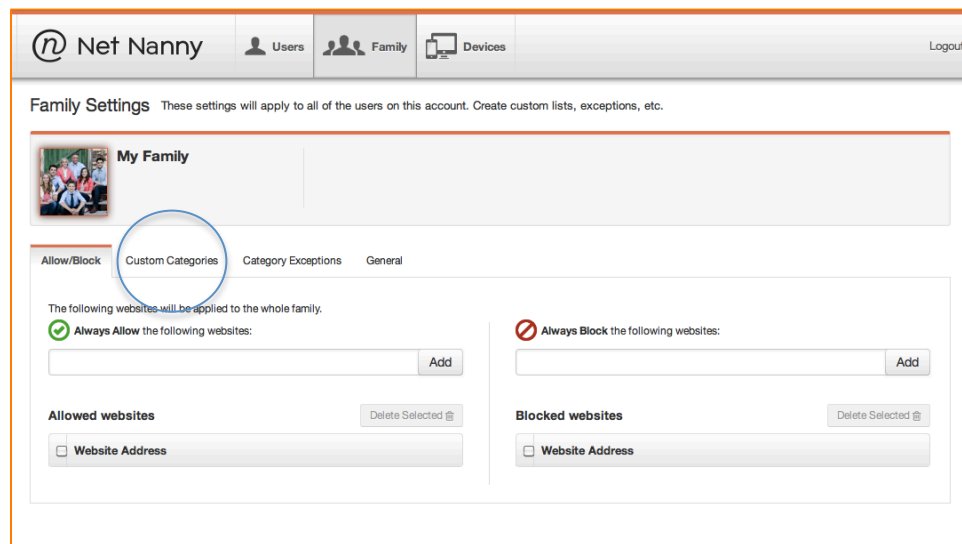 Net Nanny
Users
Family
Devices
Logout
Family Settings These settings will apply to all of the users on this account. Create custom lists, exceptions, etc.
My Family
Allow/Block
Custom Categories
Category Exceptions
General
The following websites will be applied to the whole family.
Always Allow the following websites:
Add
Allowed websites
Delete Selected
Website Address
Always Block the following websites:
Add
Blocked websites
Delete Selected
Website Address